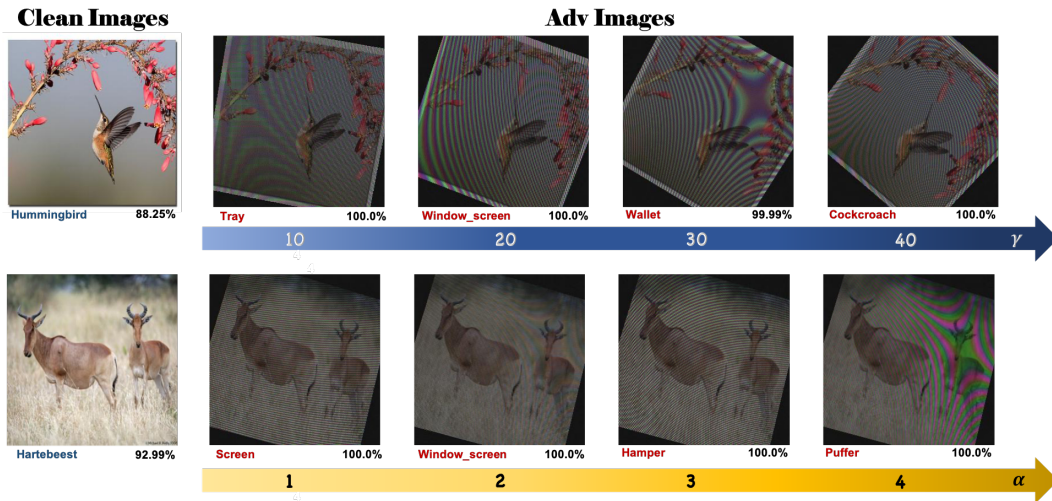 Clean Images
Adv Images
Hummingbird 88.25%
Tray 100.0%
Window_screen 100.0%
Wallet 99.99%
Cockcroach 100.0%
10 20 30 40 γ
Hartebeest 92.99%
Screen 100.0%
Window_screen 100.0%
Hamper 100.0%
Puffer 100.0%
1 2 3 4 α